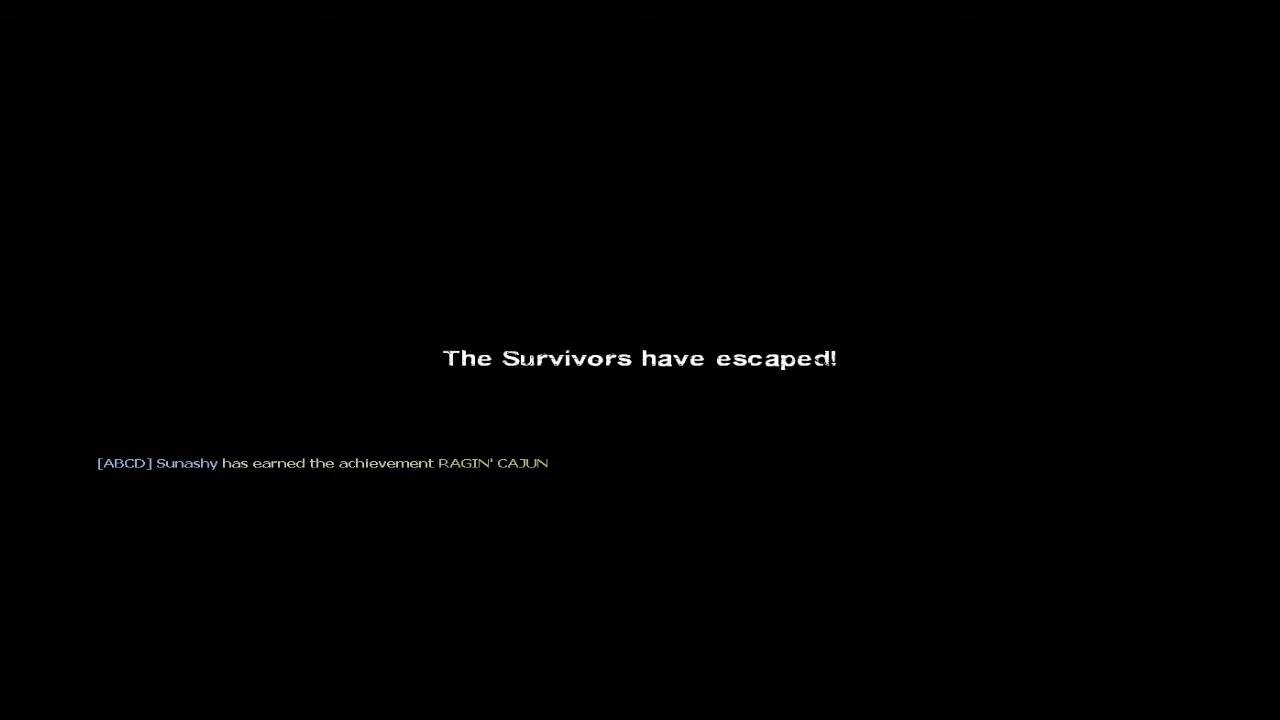 The Survivors have escaped!
[ABCD] Sunashy has earned the achievement RAGIN' CAJUN